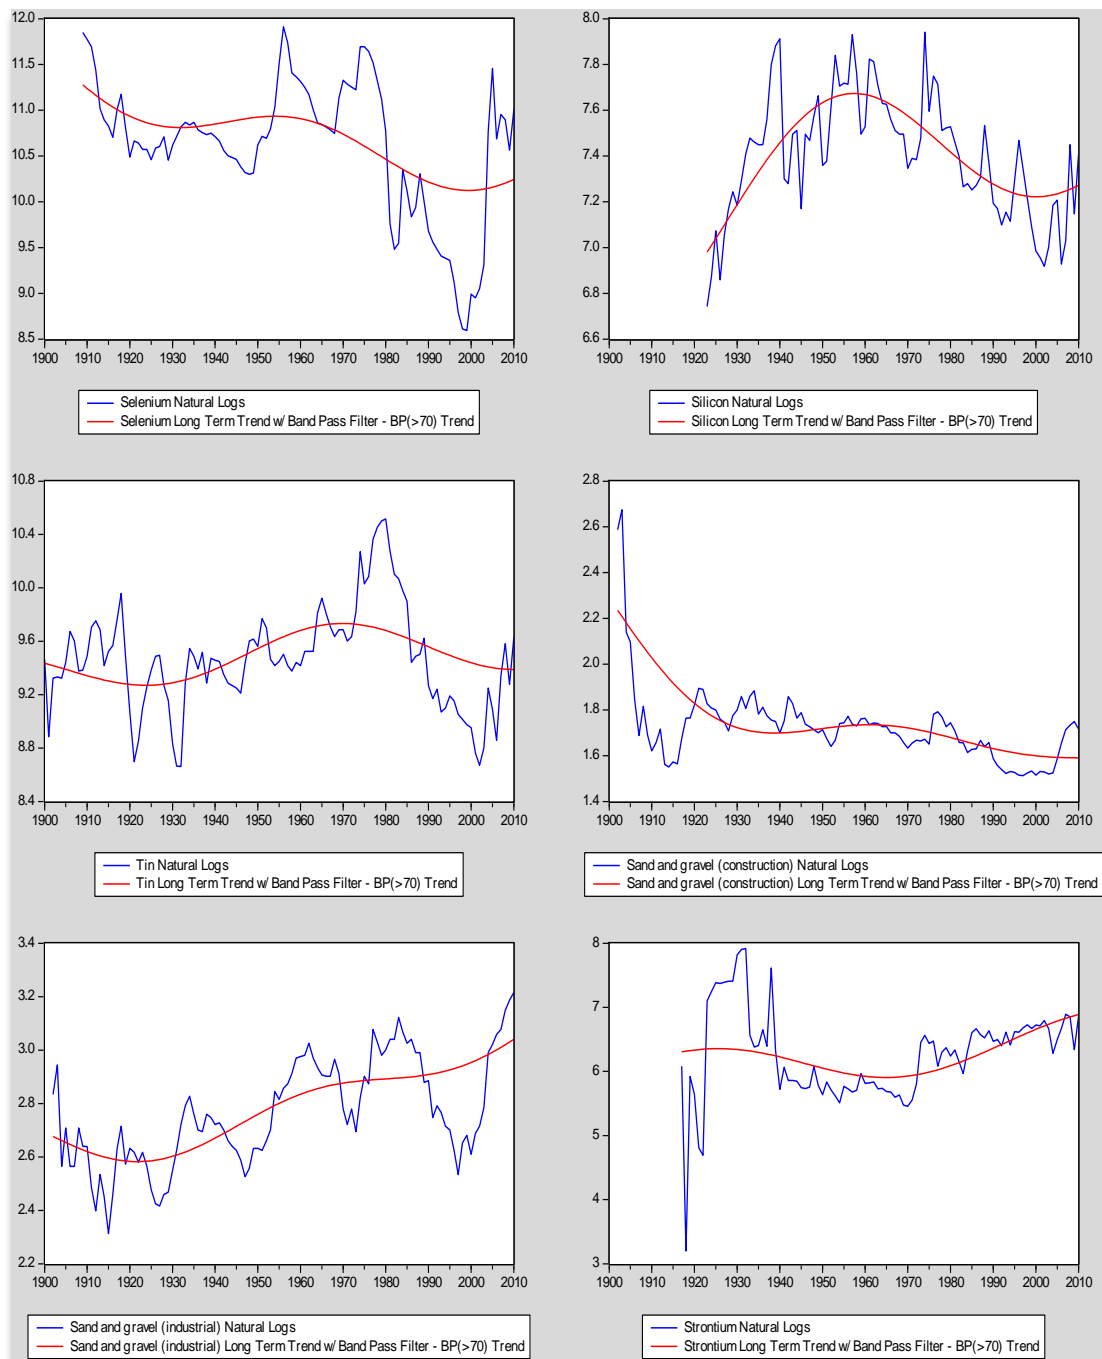 12.0
11.5
11.0
10.5
10.0
9.5
9.0
8.5
1900 1910 1920 1930 1940 1950 1960 1970 1980 1990 2000 2010
Selenium Natural Logs
Selenium Long Term Trend w/ Band Pass Filter - BP(>70) Trend
8.0
7.8
7.6
7.4
7.2
7.0
6.8
6.6
1900 1910 1920 1930 1940 1950 1960 1970 1980 1990 2000 2010
Silicon Natural Logs
Silicon Long Term Trend w/ Band Pass Filter - BP(>70) Trend
10.8
10.4
10.0
9.6
9.2
8.8
8.4
1900 1910 1920 1930 1940 1950 1960 1970 1980 1990 2000 2010
Tin Natural Logs
Tin Long Term Trend w/ Band Pass Filter - BP(>70) Trend
2.8
2.6
2.4
2.2
2.0
1.8
1.6
1.4
1900 1910 1920 1930 1940 1950 1960 1970 1980 1990 2000 2010
Sand and gravel (construction) Natural Logs
Sand and gravel (construction) Long Term Trend w/ Band Pass Filter - BP(>70) Trend
3.4
3.2
3.0
2.8
2.6
2.4
2.2
1900 1910 1920 1930 1940 1950 1960 1970 1980 1990 2000 2010
Sand and gravel (industrial) Natural Logs
Sand and gravel (industrial) Long Term Trend w/ Band Pass Filter - BP(>70) Trend
8
7
6
5
4
3
1900 1910 1920 1930 1940 1950 1960 1970 1980 1990 2000 2010
Strontium Natural Logs
Strontium Long Term Trend w/ Band Pass Filter - BP(>70) Trend